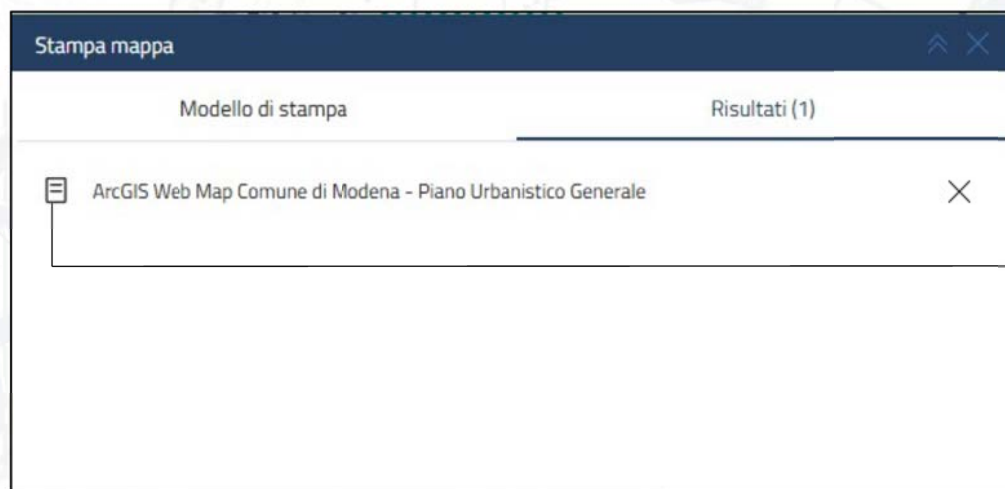 Stampa mappa
Modello di stampa
Risultati (1)
ArcGIS Web Map Comune di Modena - Piano Urbanistico Generale